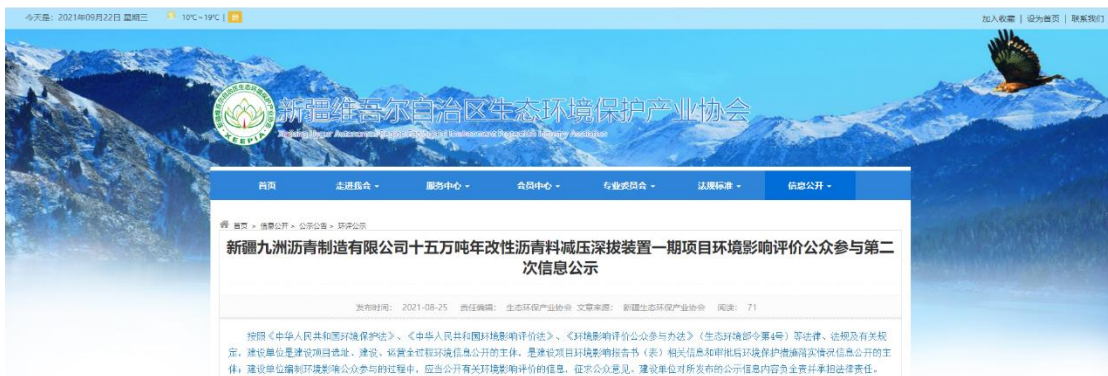 今天是：2021年09月22日 星期三 10℃~19℃ |
加入收藏 | 设为首页 | 联系我们
新疆维吾尔自治区生态环境保护产业协会
首页 走进我会 服务中心 会员中心 专业委员会 法规标准 信息公开
首页 > 信息公开 > 公示公告 > 环评公示
新疆九洲沥青制造有限公司十五万吨年改性沥青料减压深拔装置一期项目环境影响评价公众参与第二
次信息公示
发布时间： 2021-08-25 责任编辑： 生态环保产业协会 文章来源： 新疆生态环保产业协会 阅读： 71
按照《中华人民共和国环境保护法》、《中华人民共和国环境影响评价法》、《环境影响评价公众参与办法》（生态环境部令第4号）等法律、法规及有关规
定，建设单位是建设项目选址、建设、运营全过程环境信息公开的主体，是建设项目环境影响报告书（表）相关信息和审批后环境保护措施落实情况信息公开的主
体；建设单位编制环境影响公众参与的过程中，应当公开有关环境影响评价的信息，征求公众意见。建设单位对所发布的公示信息内容负全责并承担法律责任。